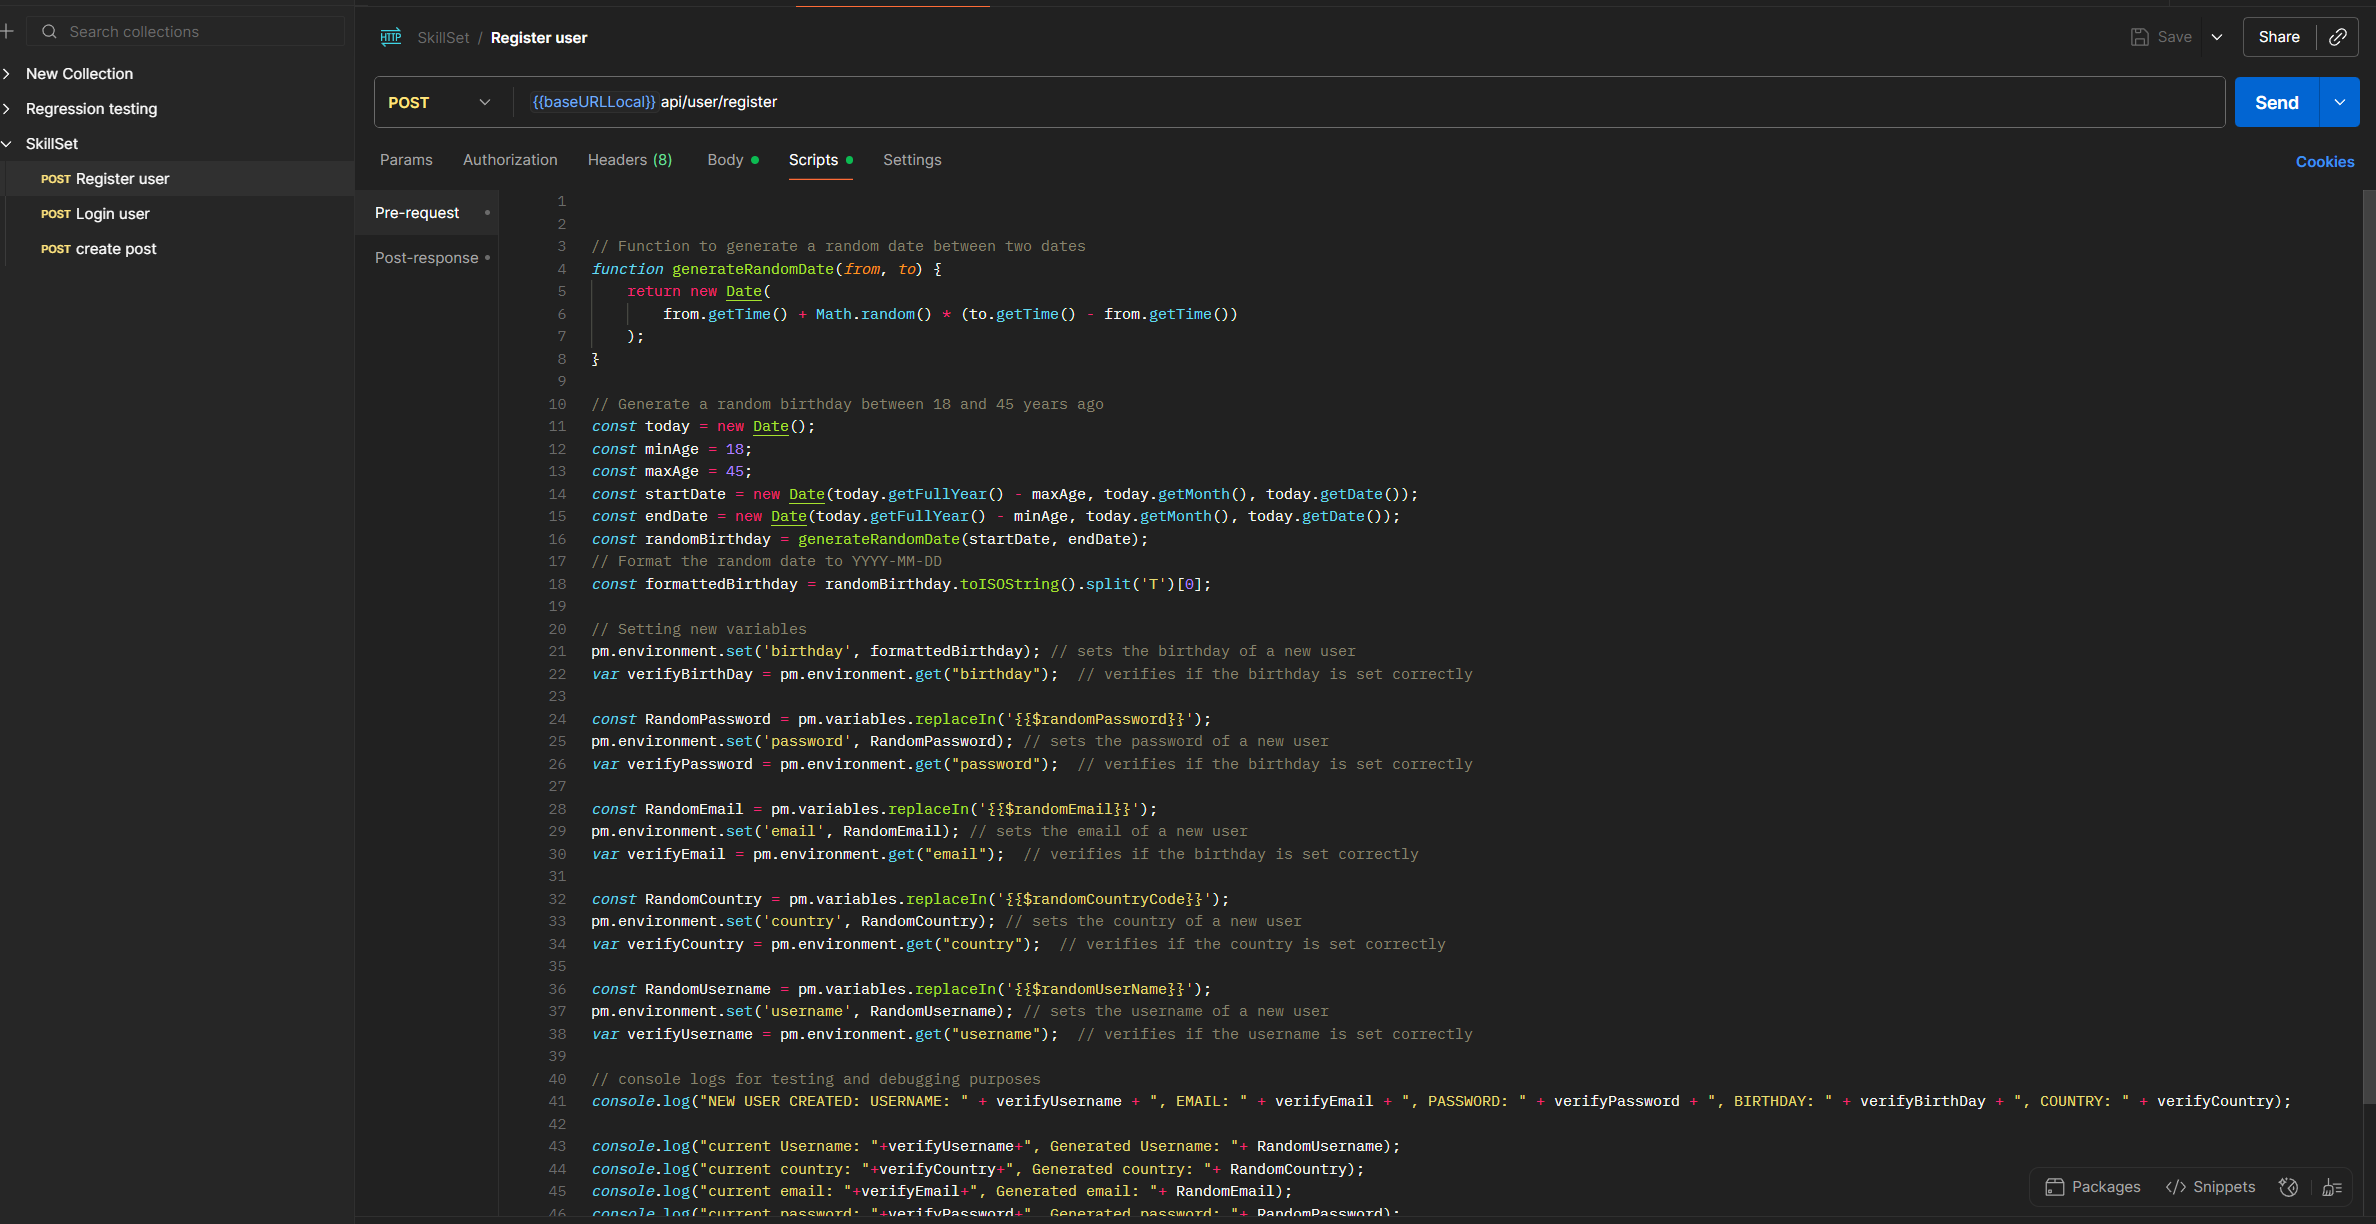 Search collections
New Collection
Regression testing
SkillSet
POST Register user
POST Login user
POST create post
HTTP SkillSet / Register user
Save
Share
POST
{{baseURLLocal}} api/user/register
Send
Params Authorization Headers (8) Body Scripts Settings
Cookies
Pre-request
Post-response
1
2
3 // Function to generate a random date between two dates
4 function generateRandomDate(from, to) {
5 return new Date(
6 from.getTime() + Math.random() * (to.getTime() - from.getTime())
7 );
8 }
9
10 // Generate a random birthday between 18 and 45 years ago
11 const today = new Date();
12 const minAge = 18;
13 const maxAge = 45;
14 const startDate = new Date(today.getFullYear() - maxAge, today.getMonth(), today.getDate());
15 const endDate = new Date(today.getFullYear() - minAge, today.getMonth(), today.getDate());
16 const randomBirthday = generateRandomDate(startDate, endDate);
17 // Format the random date to YYYY-MM-DD
18 const formattedBirthday = randomBirthday.toISOString().split('T')[0];
19
20 // Setting new variables
21 pm.environment.set('birthday', formattedBirthday); // sets the birthday of a new user
22 var verifyBirthDay = pm.environment.get("birthday");  // verifies if the birthday is set correctly
23
24 const RandomPassword = pm.variables.replaceIn('{{$randomPassword}}');
25 pm.environment.set('password', RandomPassword); // sets the password of a new user
26 var verifyPassword = pm.environment.get("password");  // verifies if the birthday is set correctly
27
28 const RandomEmail = pm.variables.replaceIn('{{$randomEmail}}');
29 pm.environment.set('email', RandomEmail); // sets the email of a new user
30 var verifyEmail = pm.environment.get("email");  // verifies if the birthday is set correctly
31
32 const RandomCountry = pm.variables.replaceIn('{{$randomCountryCode}}');
33 pm.environment.set('country', RandomCountry); // sets the country of a new user
34 var verifyCountry = pm.environment.get("country");  // verifies if the country is set correctly
35
36 const RandomUsername = pm.variables.replaceIn('{{$randomUserName}}');
37 pm.environment.set('username', RandomUsername); // sets the username of a new user
38 var verifyUsername = pm.environment.get("username");  // verifies if the username is set correctly
39
40 // console logs for testing and debugging purposes
41 console.log("NEW USER CREATED: USERNAME: " + verifyUsername + ", EMAIL: " + verifyEmail + ", PASSWORD: " + verifyPassword + ", BIRTHDAY: " + verifyBirthDay + ", COUNTRY: " + verifyCountry);
42
43 console.log("current Username: "+verifyUsername+", Generated Username: "+ RandomUsername);
44 console.log("current country: "+verifyCountry+", Generated country: "+ RandomCountry);
45 console.log("current email: "+verifyEmail+", Generated email: "+ RandomEmail);
46 console.log("current password: "+verifyPassword+", Generated password: "+ RandomPassword);
Packages </> Snippets